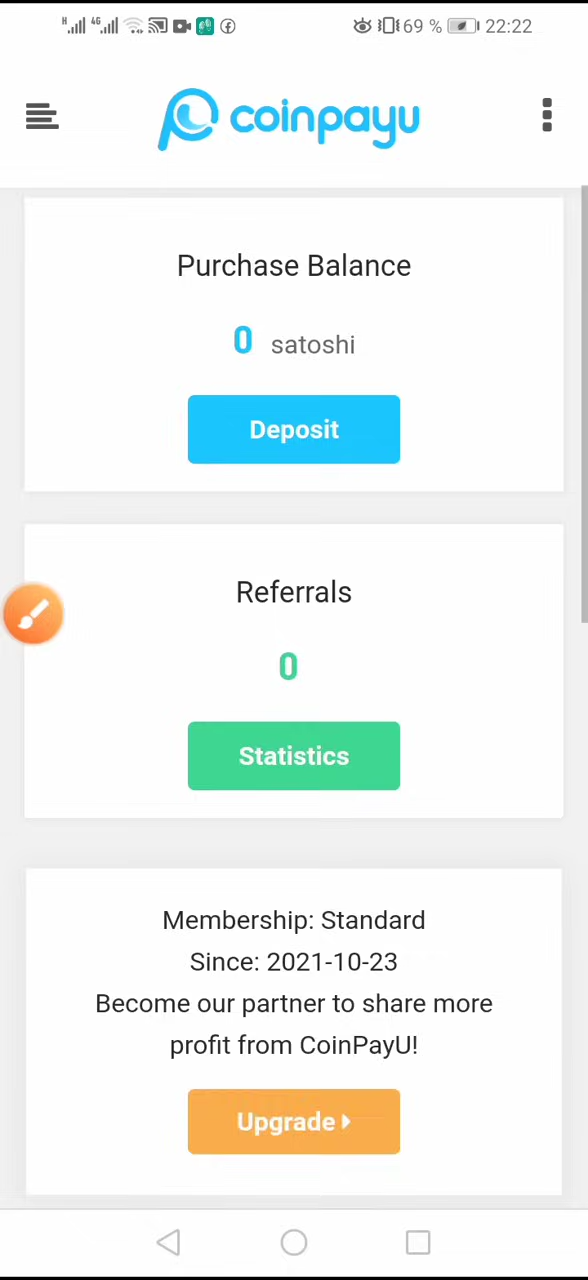 H 4G 69 % 22:22
coinpayu
Purchase Balance
0 satoshi
Deposit
Referrals
0
Statistics
Membership: Standard
Since: 2021-10-23
Become our partner to share more
profit from CoinPayU!
Upgrade